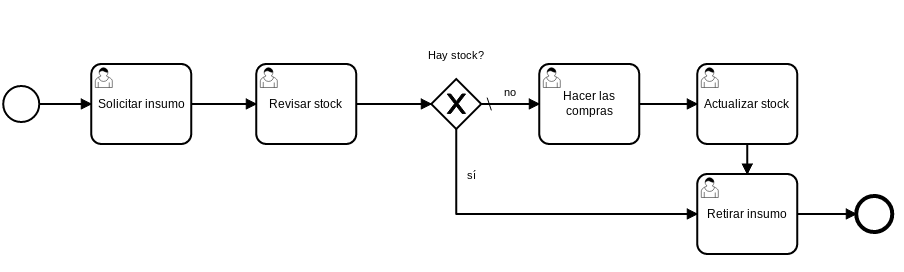 Hay stock?
Solicitar insumo
Revisar stock
no
Hacer las
compras
Actualizar stock
sí
Retirar insumo